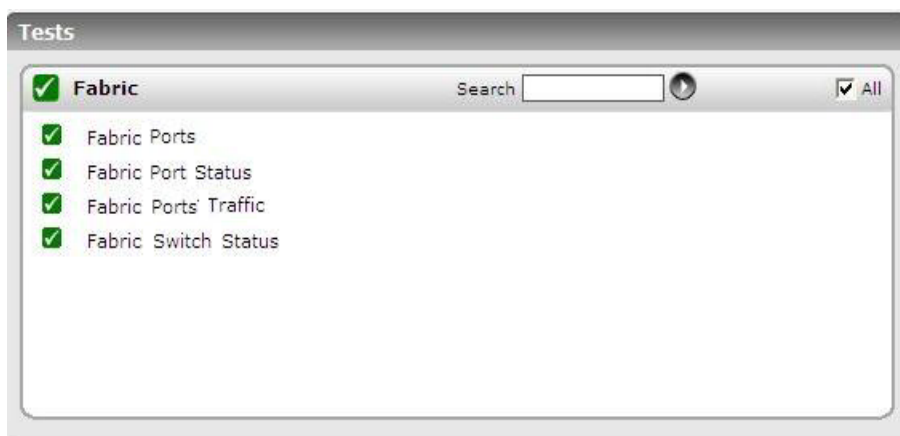 Tests
Fabric Search All
Fabric Ports
Fabric Port Status
Fabric Ports' Traffic
Fabric Switch Status